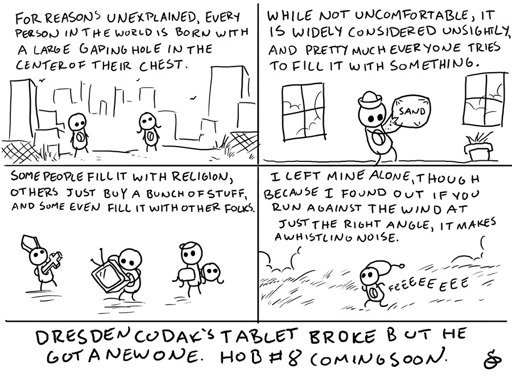 FOR REASONS UNEXPLAINED, EVERY
PERSON IN THE WORLD IS BORN WITH
A LARGE GAPING HOLE IN THE
CENTER OF THEIR CHEST.
WHILE NOT UNCOMFORTABLE, IT
IS WIDELY CONSIDERED UNSIGHTLY,
AND PRETTY MUCH EVERYONE TRIES
TO FILL IT WITH SOMETHING.
SAND
SOME PEOPLE FILL IT WITH RELIGION,
OTHERS JUST BUY A BUNCH OF STUFF,
AND SOME EVEN FILL IT WITH OTHER FOLKS.
I LEFT MINE ALONE, THOUGH
BECAUSE I FOUND OUT IF YOU
RUN AGAINST THE WIND AT
JUST THE RIGHT ANGLE, IT MAKES
A WHISTLING NOISE.
FEEEEEEEE
DRESDEN CODAK'S TABLET BROKE BUT HE
GOT A NEW ONE. HOB #8 COMING SOON.